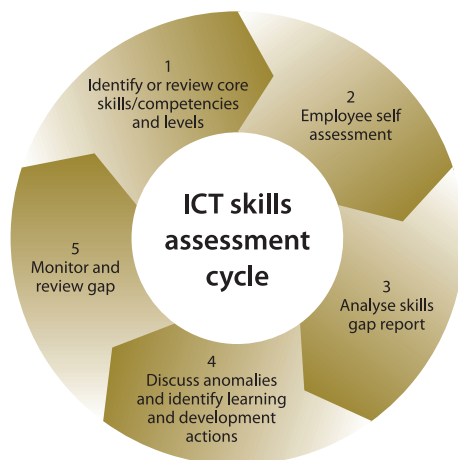 1
Identify or review core
skills/competencies
and levels
2
Employee self
assessment
3
Analyse skills
gap report
4
Discuss anomalies
and identify learning
and development
actions
5
Monitor and
review gap
ICT skills
assessment
cycle